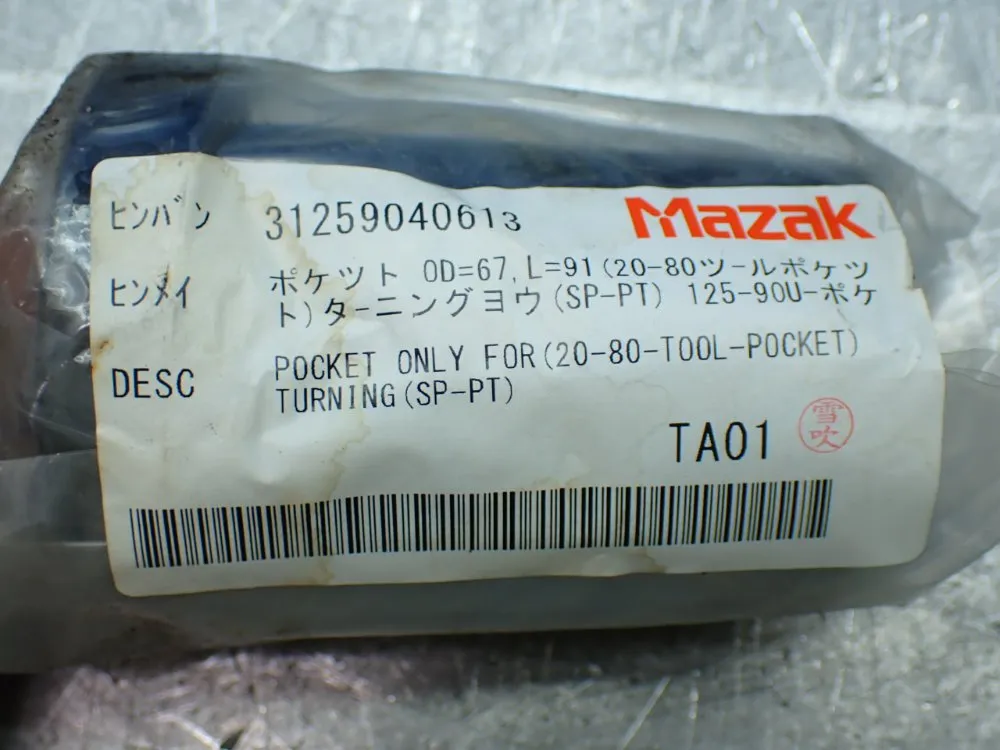 ヒンバン 31259040613 Mazak
ヒンメイ ポケツト OD=67,L=91(20-80ツールポケツ
ト)ターニングヨウ(SP-PT) 125-90U-ポケ
DESC POCKET ONLY FOR(20-80-TOOL-POCKET)
TURNING(SP-PT)
TA01 雪吹